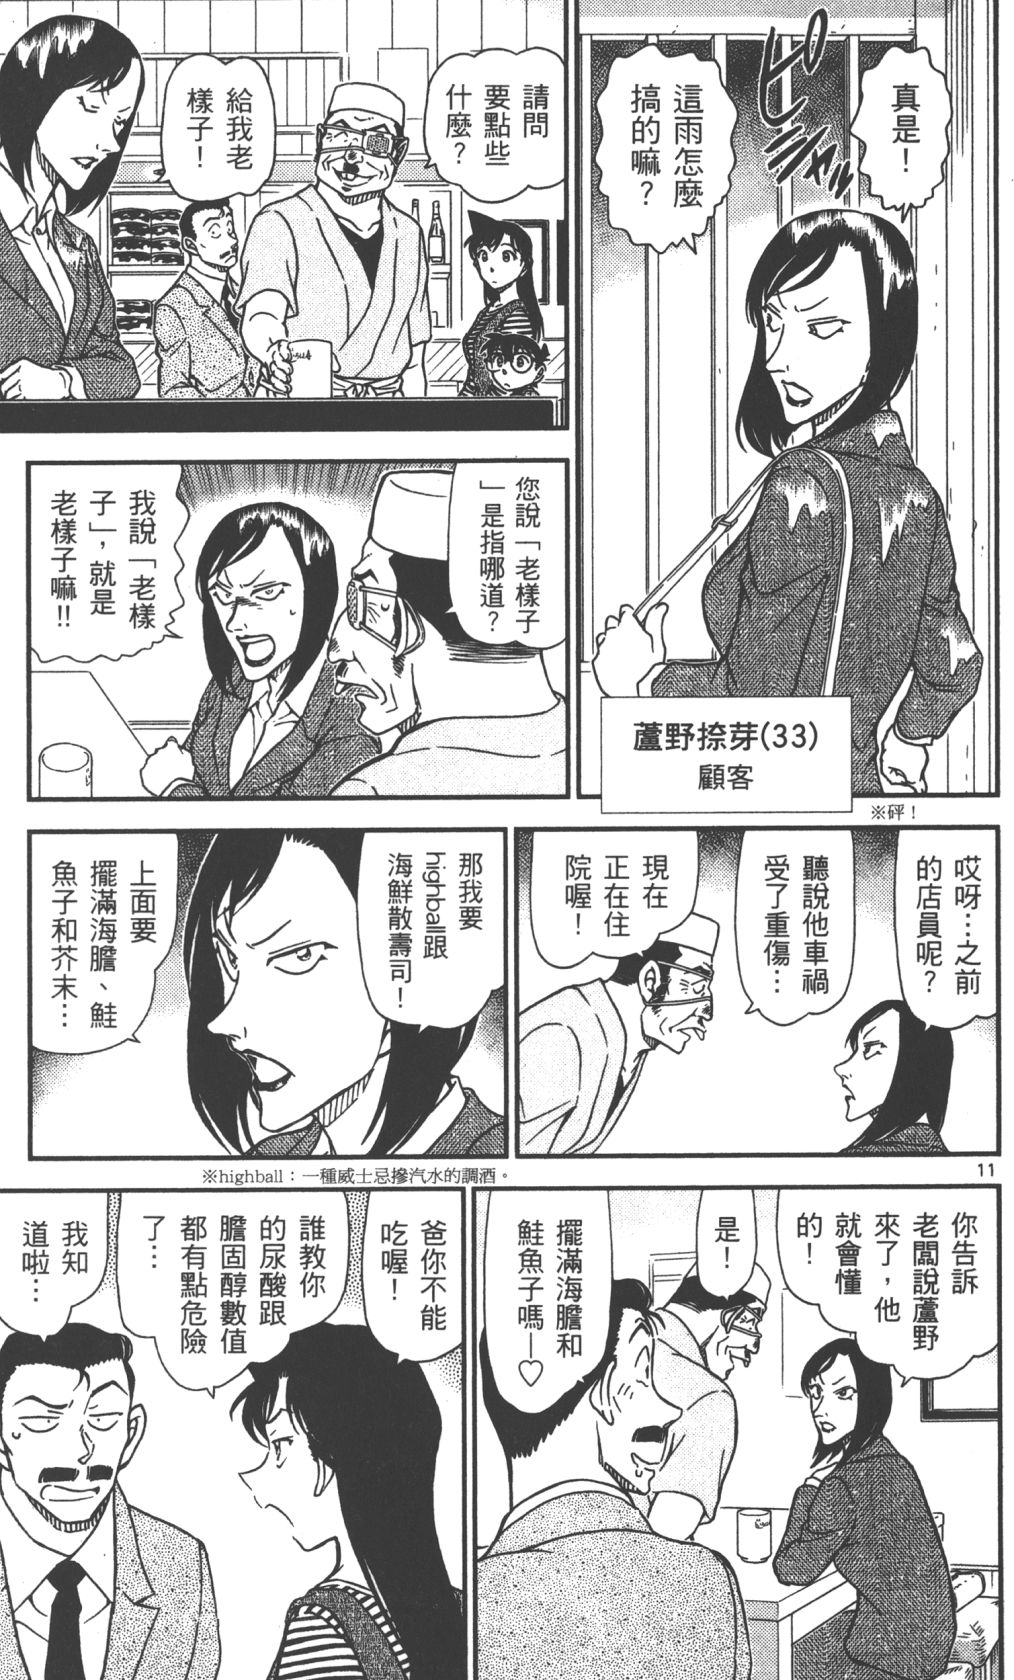 真是！
這雨怎麼
搞的嘛？
ピシャッ
蘆野捺芽(33)
顧客
※砰！
請問
要點些
什麼？
給我老
樣子！
您說「老樣子
」是指哪道？
我說「老樣
子」，就是
老樣子嘛!!
哎呀…之前
的店員呢？
聽說他車禍
受了重傷…
現在
正在住
院喔！
那我要
highball跟
海鮮散壽司！
上面要
擺滿海膽、鮭
魚子和芥末…
※highball：一種威士忌摻汽水的調酒。
11
你告訴
老闆說蘆野
來了，他
就會懂
的！
是！
擺滿海膽和
鮭魚子嗎—♡
爸你不能
吃喔！
誰教你
的尿酸跟
膽固醇數值
都有點危險
了…
我知
道啦…